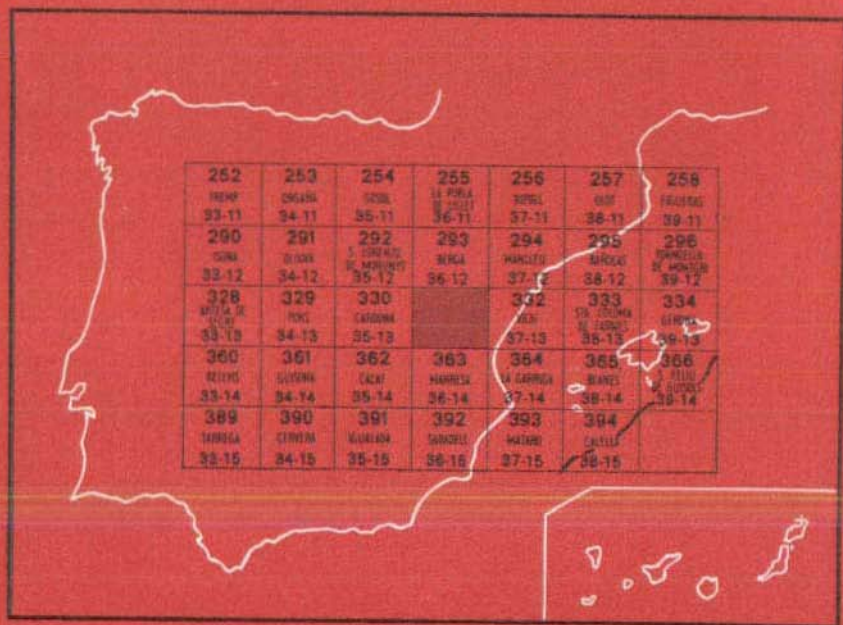 252 253 254 255 256 257 258
TREMP ORGAÑA GOSOL LA POBLA DE LILLET RIPOLL OLOT FIGUERAS
33-11 34-11 35-11 36-11 37-11 38-11 39-11
290 291 292 293 294 295 296
ISONA OLIANA S. LORENZO DE MORUNYS BERGA MANLLEU BAÑOLAS TORROELLA DE MONTGRI
33-12 34-12 35-12 36-12 37-12 38-12 39-12
328 329 330 332 333 334
ARTESA DE SEGRE PONS CARDONA VICH STA. COLOMA DE FARNES GERONA
33-13 34-13 35-13 37-13 38-13 39-13
360 361 362 363 364 365 366
BELLVIS GUISONA CALAF MANRESA LA GARRIGA BLANES S. FELIU DE GUIXOLS
33-14 34-14 35-14 36-14 37-14 38-14 39-14
389 390 391 392 393 394
TARREGA CERVERA IGUALADA SABADELL MATARO CALELLA
33-15 34-15 35-15 36-15 37-15 38-15